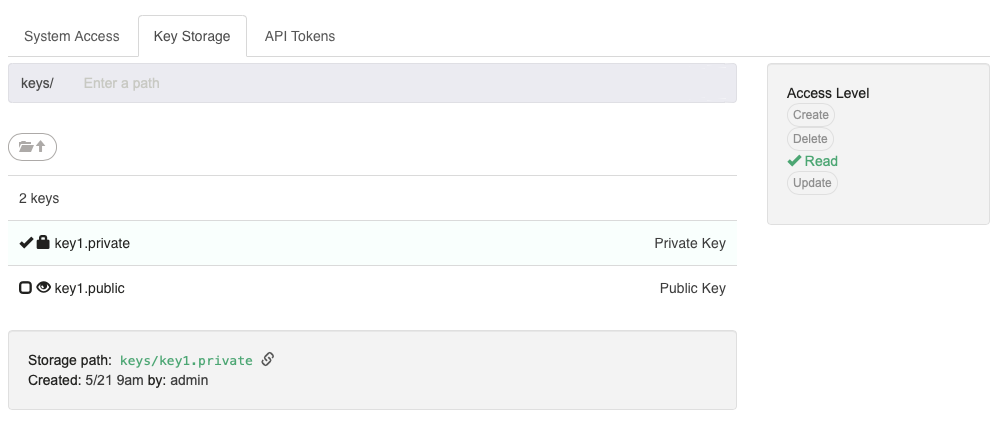 System Access Key Storage API Tokens
keys/ Enter a path
2 keys
key1.private Private Key
key1.public Public Key
Storage path: keys/key1.private
Created: 5/21 9am by: admin
Access Level
Create
Delete
Read
Update